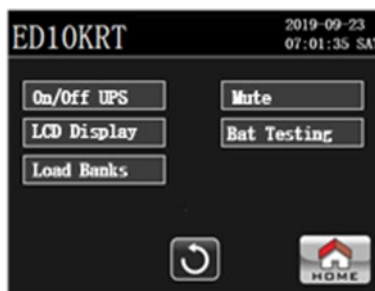 ED10KRT
2019-09-23
07:01:35 SAT
On/Off UPS
Mute
LCD Display
Bat Testing
Load Banks
HOME